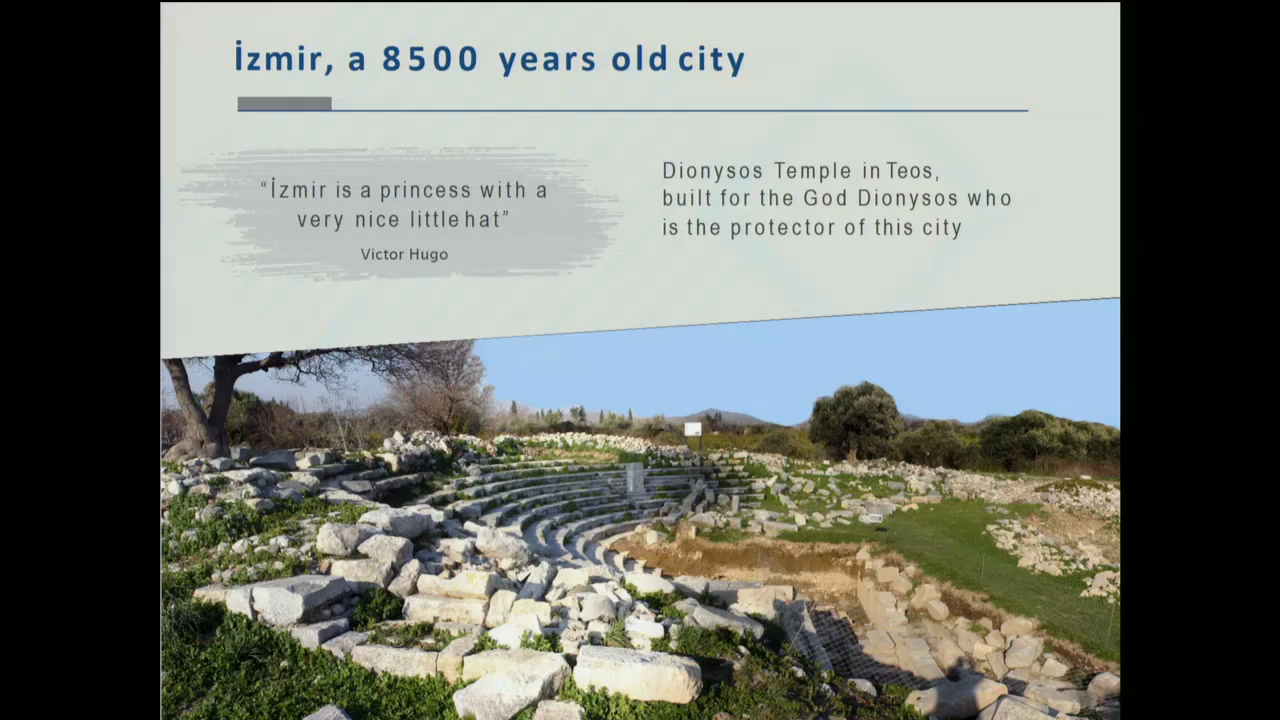 İzmir, a 8500 years old city
“İzmir is a princess with a
very nice little hat”
Victor Hugo
Dionysos Temple in Teos,
built for the God Dionysos who
is the protector of this city